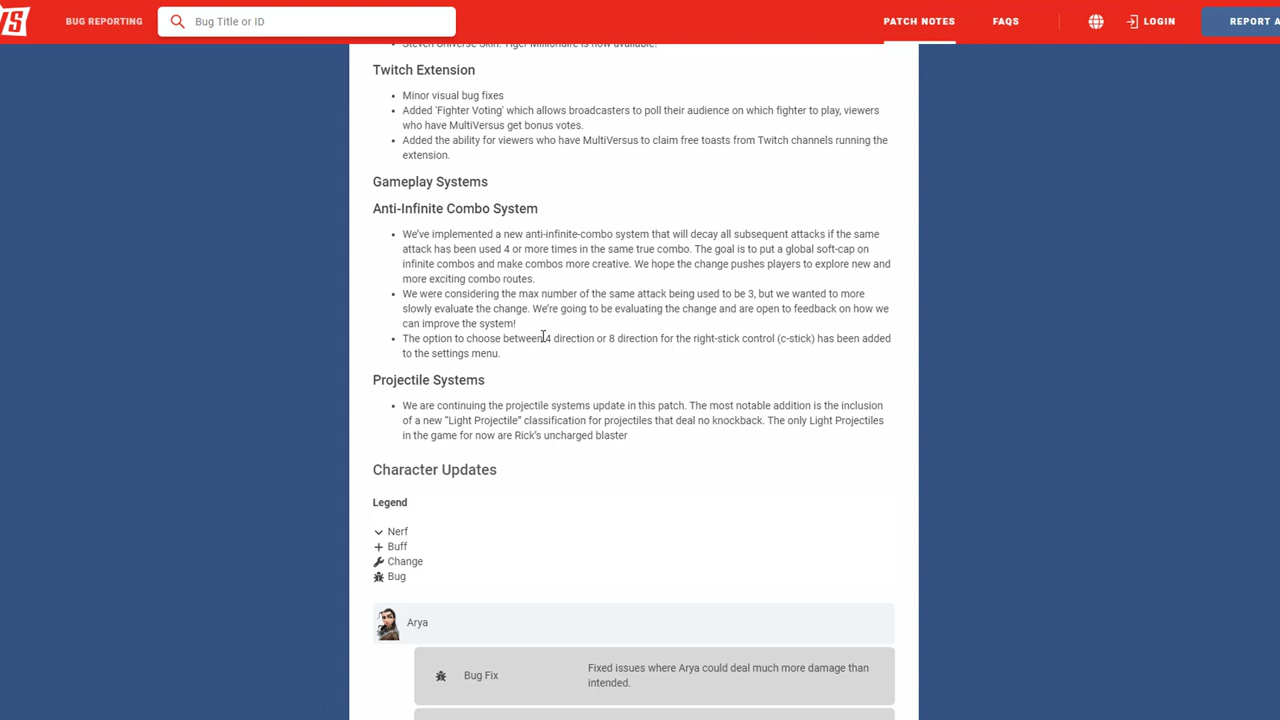 VS
BUG REPORTING
Bug Title or ID
PATCH NOTES
FAQS
LOGIN
REPORT A
Steven Universe Skin: Tiger Millionaire is now available!
Twitch Extension
• Minor visual bug fixes
• Added 'Fighter Voting' which allows broadcasters to poll their audience on which fighter to play, viewers
who have MultiVersus get bonus votes.
• Added the ability for viewers who have MultiVersus to claim free toasts from Twitch channels running the
extension.
Gameplay Systems
Anti-Infinite Combo System
• We've implemented a new anti-infinite-combo system that will decay all subsequent attacks if the same
attack has been used 4 or more times in the same true combo. The goal is to put a global soft-cap on
infinite combos and make combos more creative. We hope the change pushes players to explore new and
more exciting combo routes.
• We were considering the max number of the same attack being used to be 3, but we wanted to more
slowly evaluate the change. We're going to be evaluating the change and are open to feedback on how we
can improve the system!
• The option to choose between 4 direction or 8 direction for the right-stick control (c-stick) has been added
to the settings menu.
Projectile Systems
• We are continuing the projectile systems update in this patch. The most notable addition is the inclusion
of a new “Light Projectile” classification for projectiles that deal no knockback. The only Light Projectiles
in the game for now are Rick's uncharged blaster
Character Updates
Legend
Nerf
Buff
Change
Bug
Arya
Bug Fix
Fixed issues where Arya could deal much more damage than
intended.